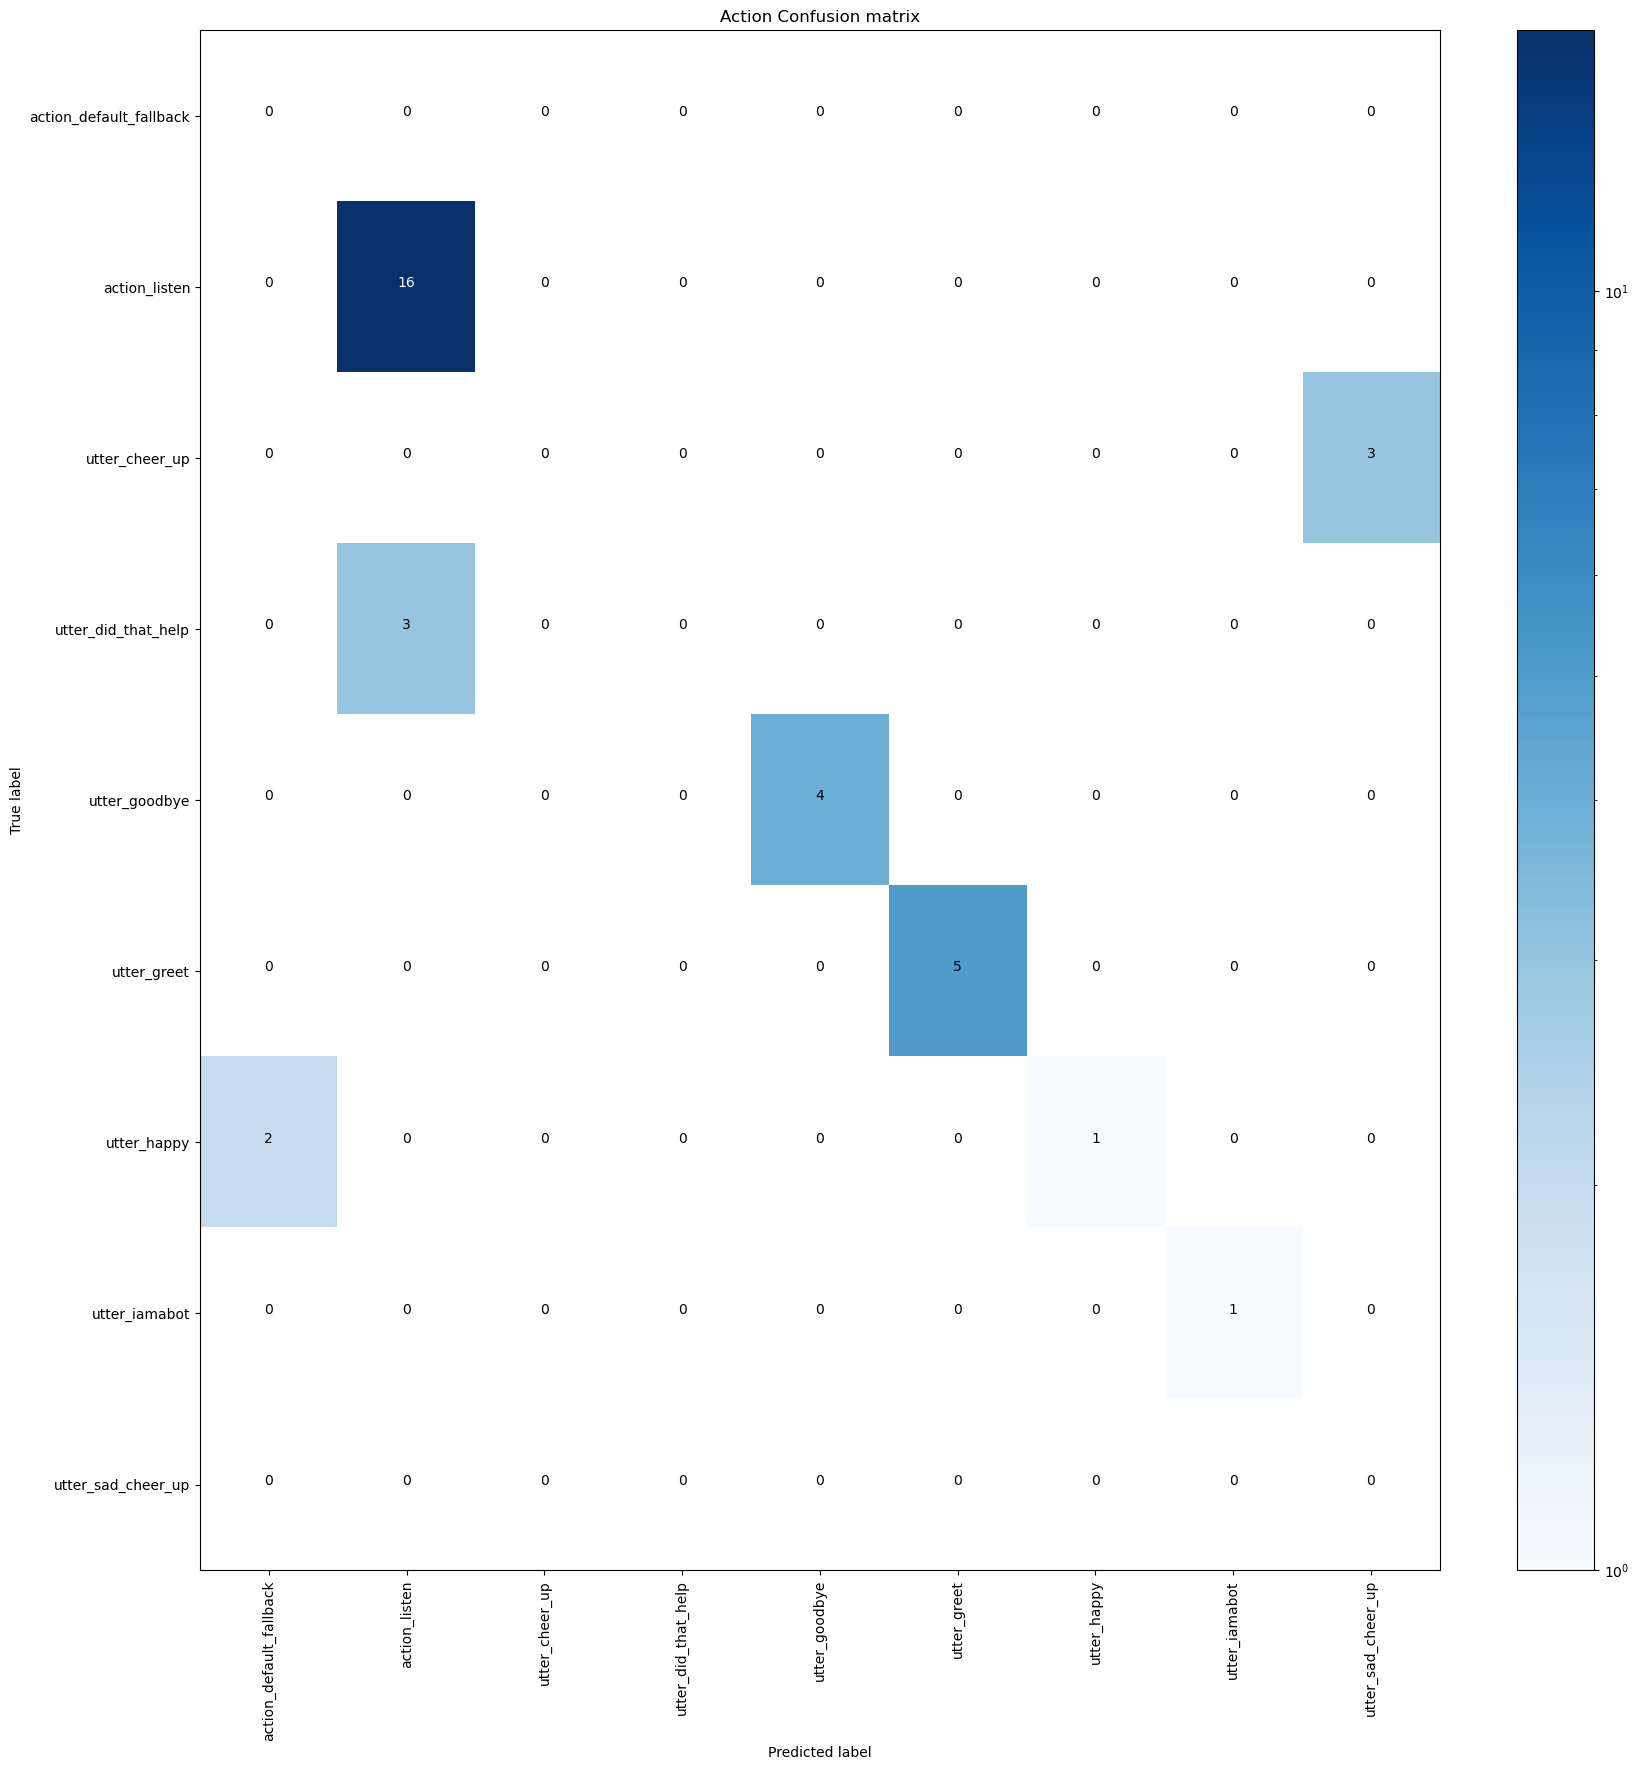 Action Confusion matrix
action_default_fallback 0 0 0 0 0 0 0 0 0
action_listen 0 16 0 0 0 0 0 0 0
utter_cheer_up 0 0 0 0 0 0 0 0 3
utter_did_that_help 0 3 0 0 0 0 0 0 0
utter_goodbye 0 0 0 0 4 0 0 0 0
utter_greet 0 0 0 0 0 5 0 0 0
utter_happy 2 0 0 0 0 0 1 0 0
utter_iamabot 0 0 0 0 0 0 0 1 0
utter_sad_cheer_up 0 0 0 0 0 0 0 0 0
True label
action_default_fallback
action_listen
utter_cheer_up
utter_did_that_help
utter_goodbye
utter_greet
utter_happy
utter_iamabot
utter_sad_cheer_up
Predicted label
10¹
10⁰